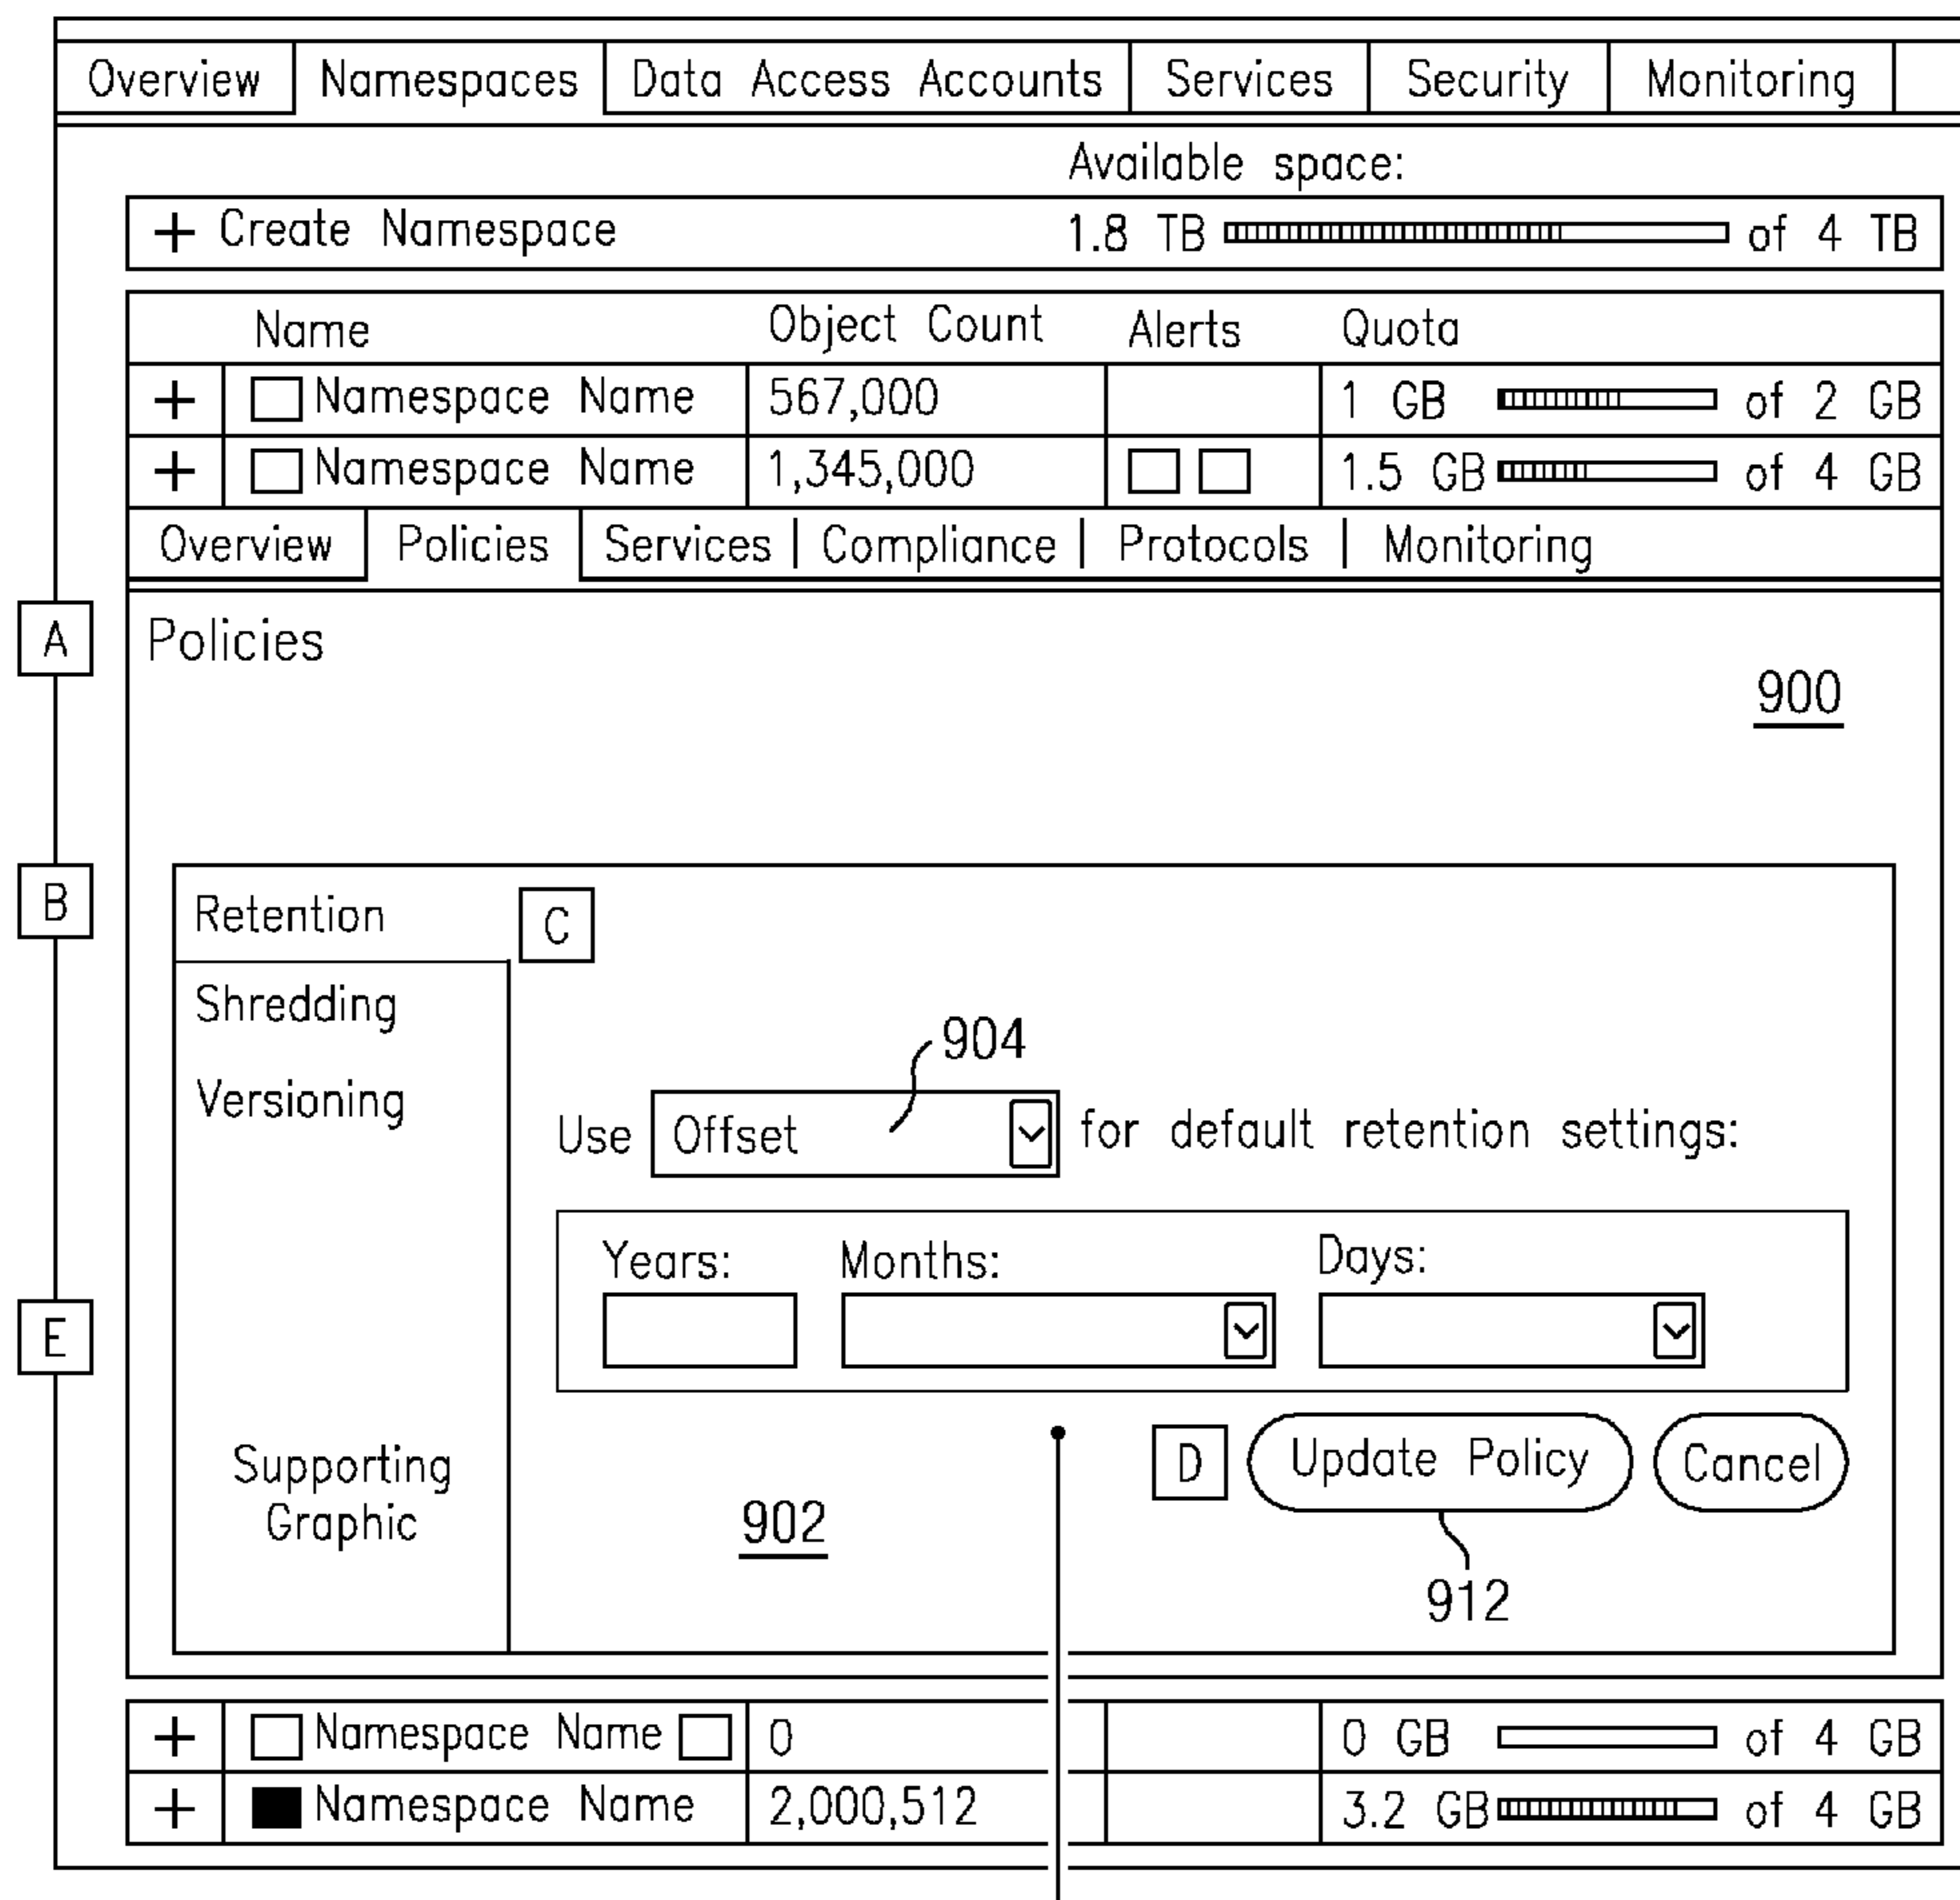 Overview Namespaces Data Access Accounts Services Security Monitoring
Available space:
+ Create Namespace 1.8 TB of 4 TB
Name Object Count Alerts Quota
+ Namespace Name 567,000 1 GB of 2 GB
+ Namespace Name 1,345,000 1.5 GB of 4 GB
Overview Policies Services | Compliance | Protocols | Monitoring
A Policies
900
B Retention C
Shredding
904
Versioning
Use Offset for default retention settings:
Years: Months: Days:
E
D Update Policy Cancel
Supporting
Graphic
902
912
+ Namespace Name 0 0 GB of 4 GB
+ Namespace Name 2,000,512 3.2 GB of 4 GB